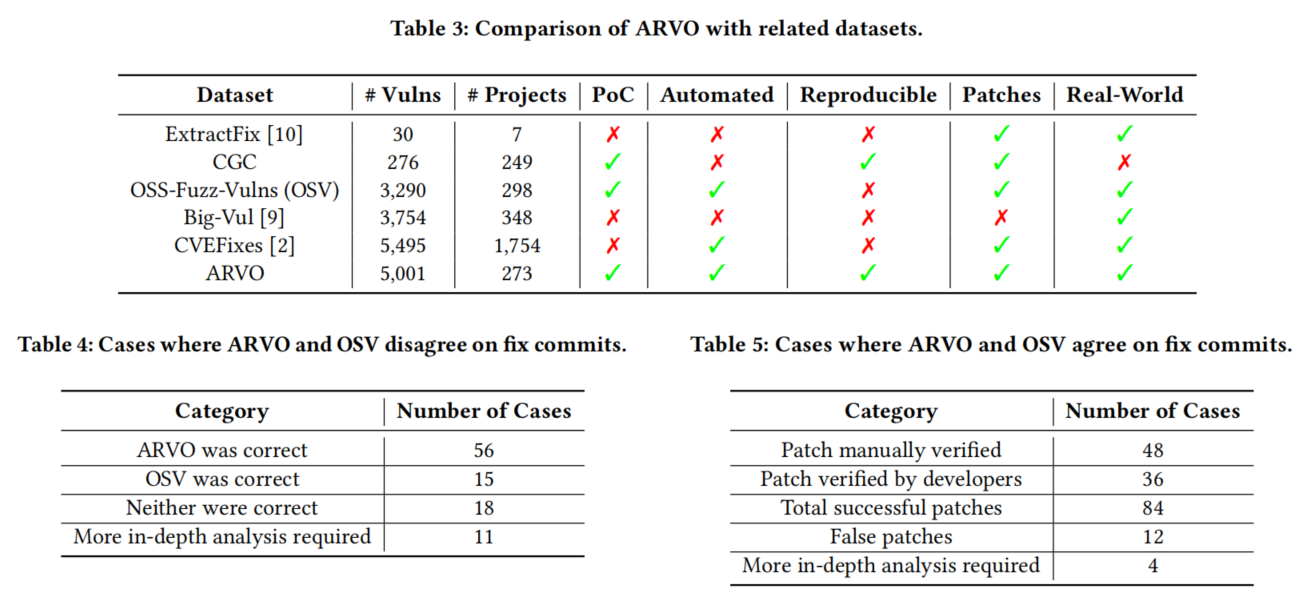 Table 3: Comparison of ARVO with related datasets.
Dataset # Vulns # Projects PoC Automated Reproducible Patches Real-World
ExtractFix [10] 30 7 ✗ ✗ ✗ ✓ ✓
CGC 276 249 ✓ ✗ ✓ ✓ ✗
OSS-Fuzz-Vulns (OSV) 3,290 298 ✓ ✓ ✗ ✓ ✓
Big-Vul [9] 3,754 348 ✗ ✗ ✗ ✗ ✓
CVEFixes [2] 5,495 1,754 ✗ ✓ ✗ ✓ ✓
ARVO 5,001 273 ✓ ✓ ✓ ✓ ✓
Table 4: Cases where ARVO and OSV disagree on fix commits.
Category Number of Cases
ARVO was correct 56
OSV was correct 15
Neither were correct 18
More in-depth analysis required 11
Table 5: Cases where ARVO and OSV agree on fix commits.
Category Number of Cases
Patch manually verified 48
Patch verified by developers 36
Total successful patches 84
False patches 12
More in-depth analysis required 4